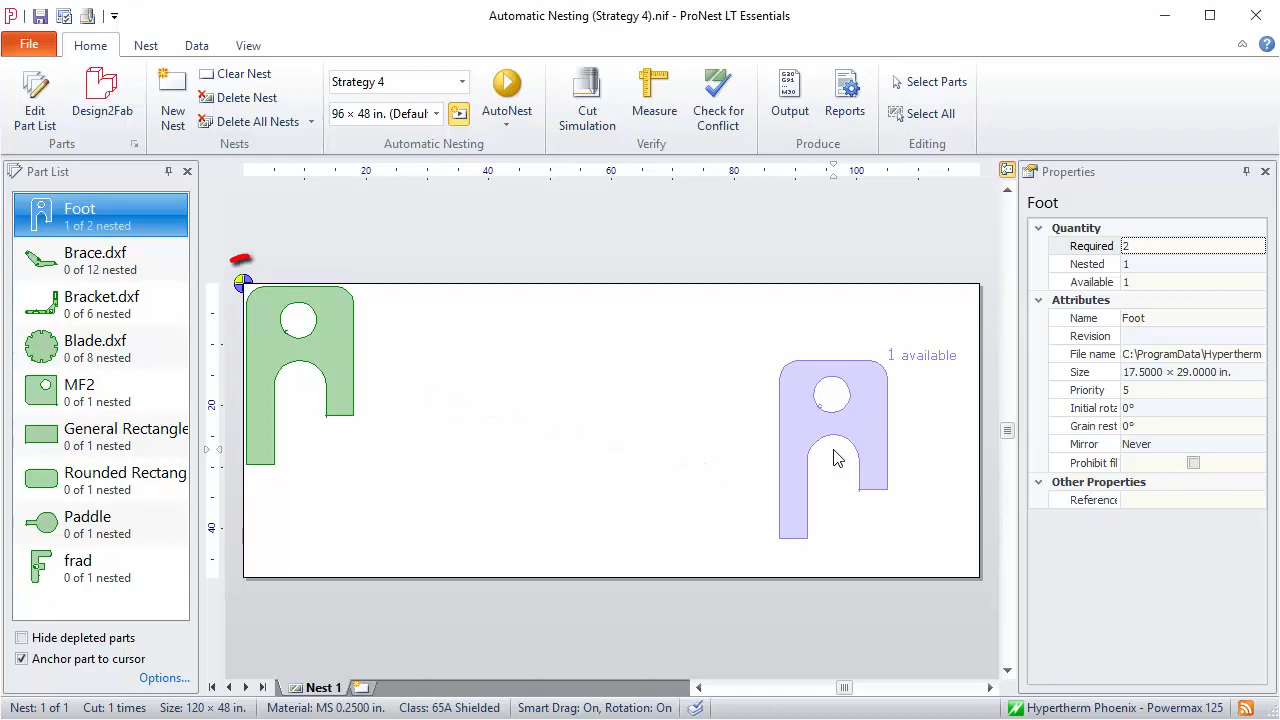 Automatic Nesting (Strategy 4).nif - ProNest LT Essentials
File
Home
Nest
Data
View
Edit
Part List
Design2Fab
Parts
New
Nest
Clear Nest
Delete Nest
Delete All Nests
Nests
Strategy 4
96 × 48 in. (Defaul
AutoNest
Automatic Nesting
Cut
Simulation
Measure
Check for
Conflict
Verify
G20
G91
M30
Output
Reports
Produce
Select Parts
Select All
Editing
Part List
Foot
1 of 2 nested
Brace.dxf
0 of 12 nested
Bracket.dxf
0 of 6 nested
Blade.dxf
0 of 8 nested
MF2
0 of 1 nested
General Rectangle
0 of 1 nested
Rounded Rectang
0 of 1 nested
Paddle
0 of 1 nested
frad
0 of 1 nested
Hide depleted parts
Anchor part to cursor
Options...
20 40 60 80 100
20
40
1 available
Nest 1
Properties
Foot
Quantity
Required 2
Nested 1
Available 1
Attributes
Name Foot
Revision
File name C:\ProgramData\Hypertherm
Size 17.5000 × 29.0000 in.
Priority 5
Initial rota 0°
Grain rest 0°
Mirror Never
Prohibit fil
Other Properties
Reference
Nest: 1 of 1 Cut: 1 times Size: 120 × 48 in. Material: MS 0.2500 in. Class: 65A Shielded Smart Drag: On, Rotation: On Hypertherm Phoenix - Powermax 125